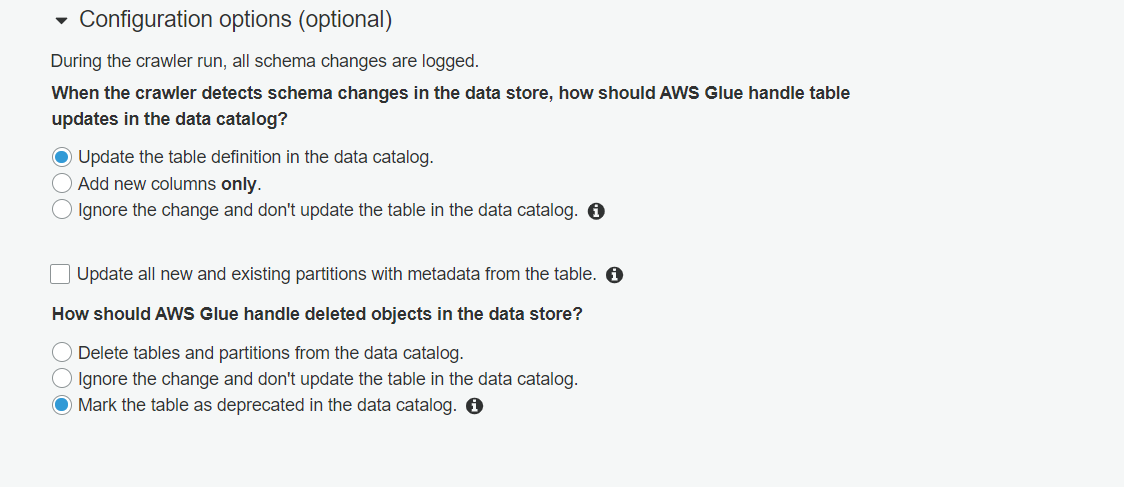 Configuration options (optional)
During the crawler run, all schema changes are logged.
When the crawler detects schema changes in the data store, how should AWS Glue handle table
updates in the data catalog?
Update the table definition in the data catalog.
Add new columns only.
Ignore the change and don't update the table in the data catalog.
Update all new and existing partitions with metadata from the table.
How should AWS Glue handle deleted objects in the data store?
Delete tables and partitions from the data catalog.
Ignore the change and don't update the table in the data catalog.
Mark the table as deprecated in the data catalog.